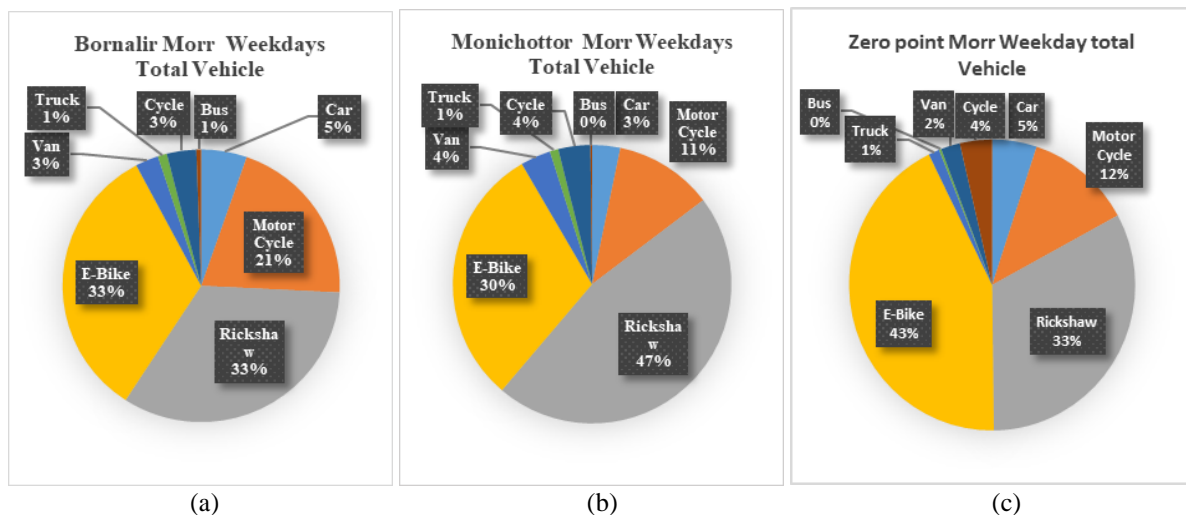 Bornalir Morr Weekdays
Total Vehicle
Truck
1%
Cycle
3%
Bus
1%
Car
5%
Van
3%
Motor
Cycle
21%
E-Bike
33%
Ricksha
w
33%
(a)
Monichottor Morr Weekdays
Total Vehicle
Truck
1%
Cycle
4%
Bus
0%
Car
3%
Motor
Cycle
11%
Van
4%
E-Bike
30%
Ricksha
w
47%
(b)
Zero point Morr Weekday total
Vehicle
Bus
0%
Van
2%
Cycle
4%
Car
5%
Truck
1%
Motor
Cycle
12%
E-Bike
43%
Rickshaw
33%
(c)